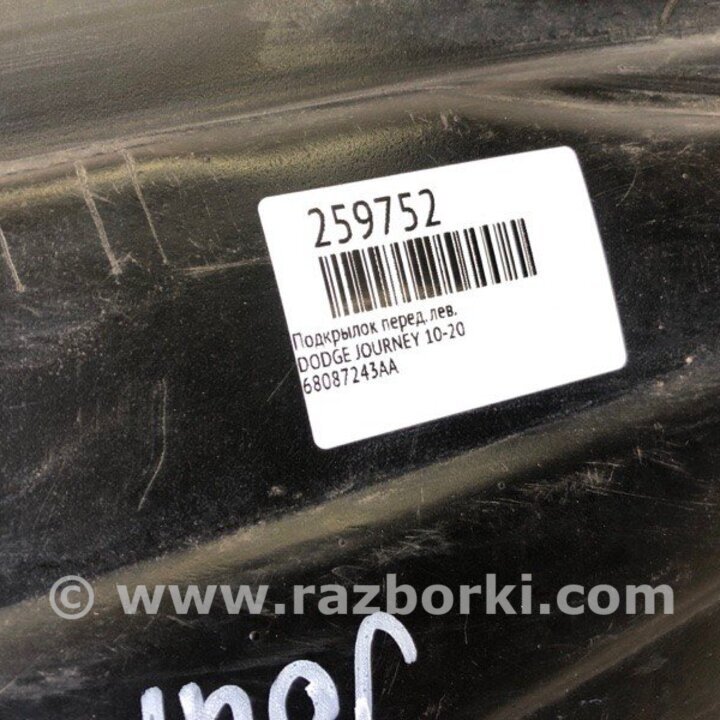 259752
Подкрылок перед.лев.
DODGE JOURNEY 10-20
68087243AA
© www.razborki.com